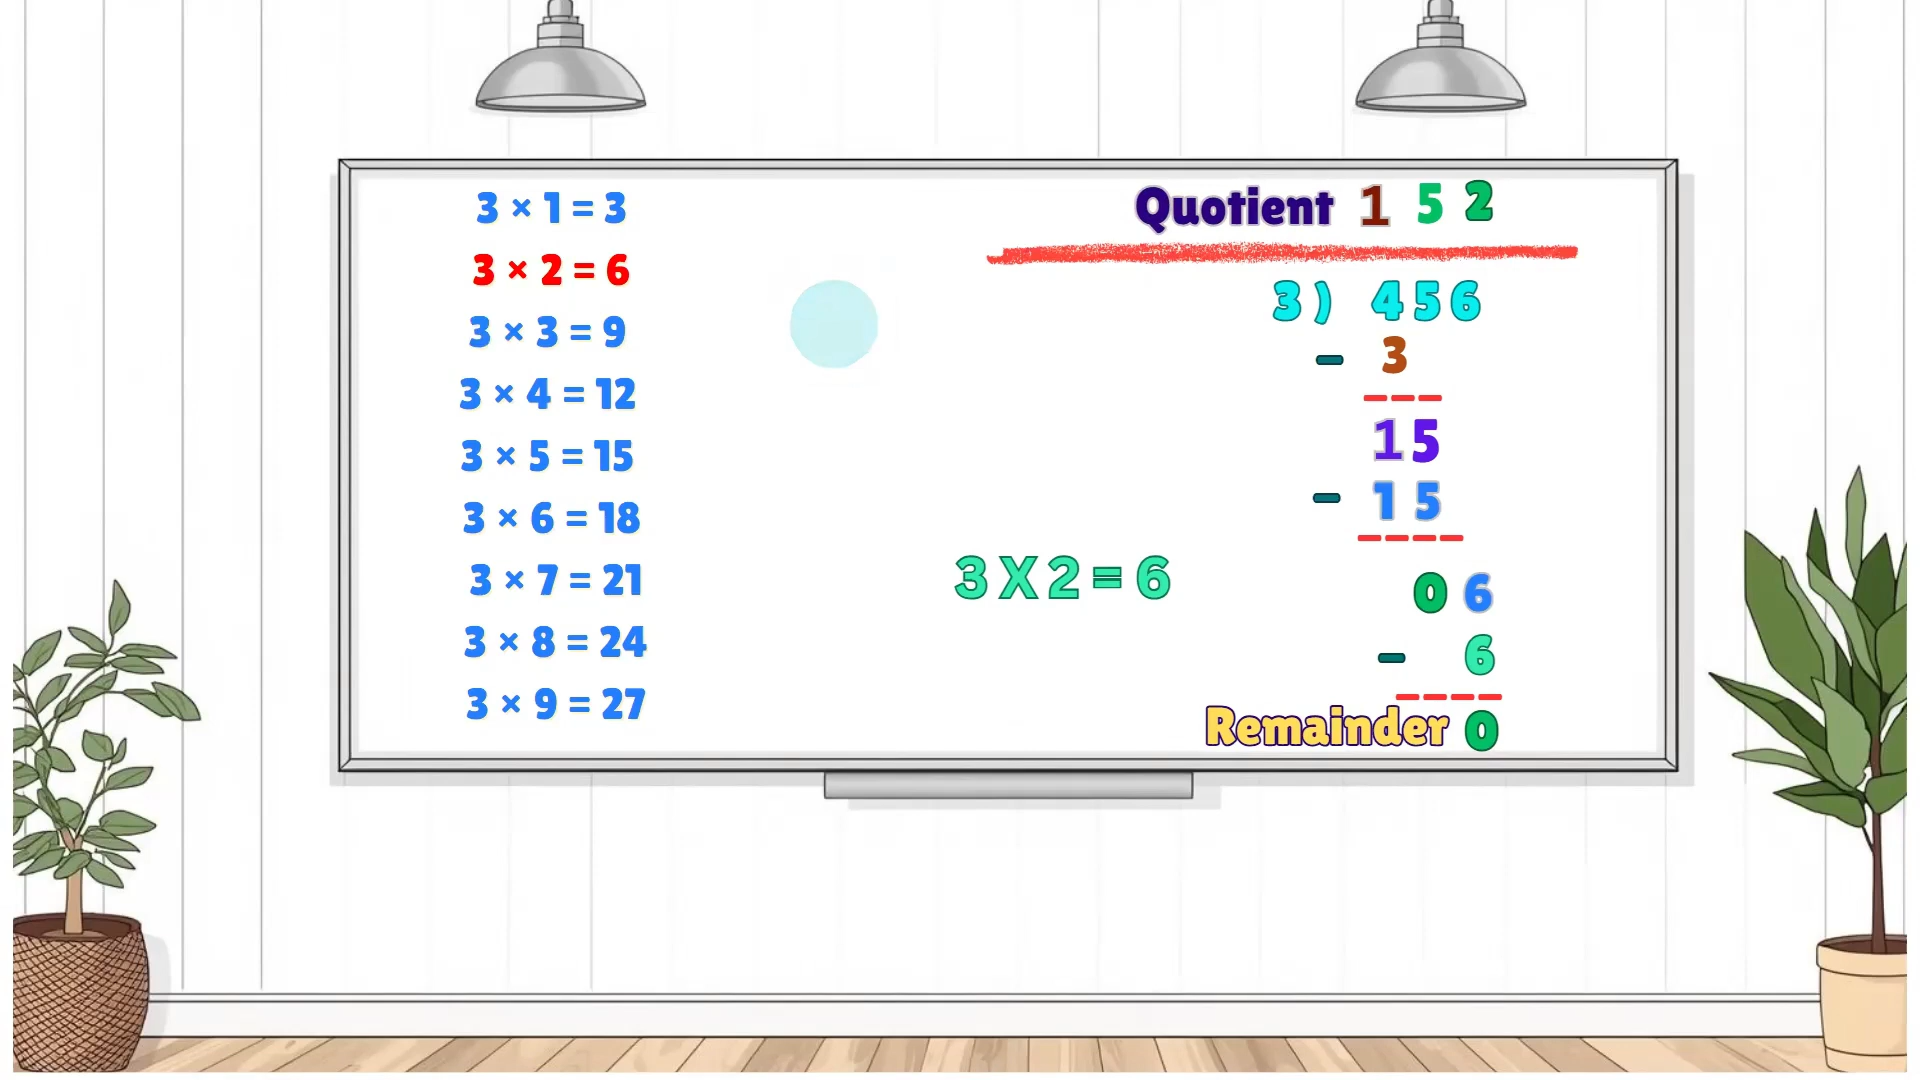 3 × 1 = 3
3 × 2 = 6
3 × 3 = 9
3 × 4 = 12
3 × 5 = 15
3 × 6 = 18
3 × 7 = 21
3 × 8 = 24
3 × 9 = 27
3 X 2 = 6
Quotient 1 5 2
3 ) 4 5 6
- 3
---
1 5
- 1 5
----
0 6
- 6
----
Remainder 0